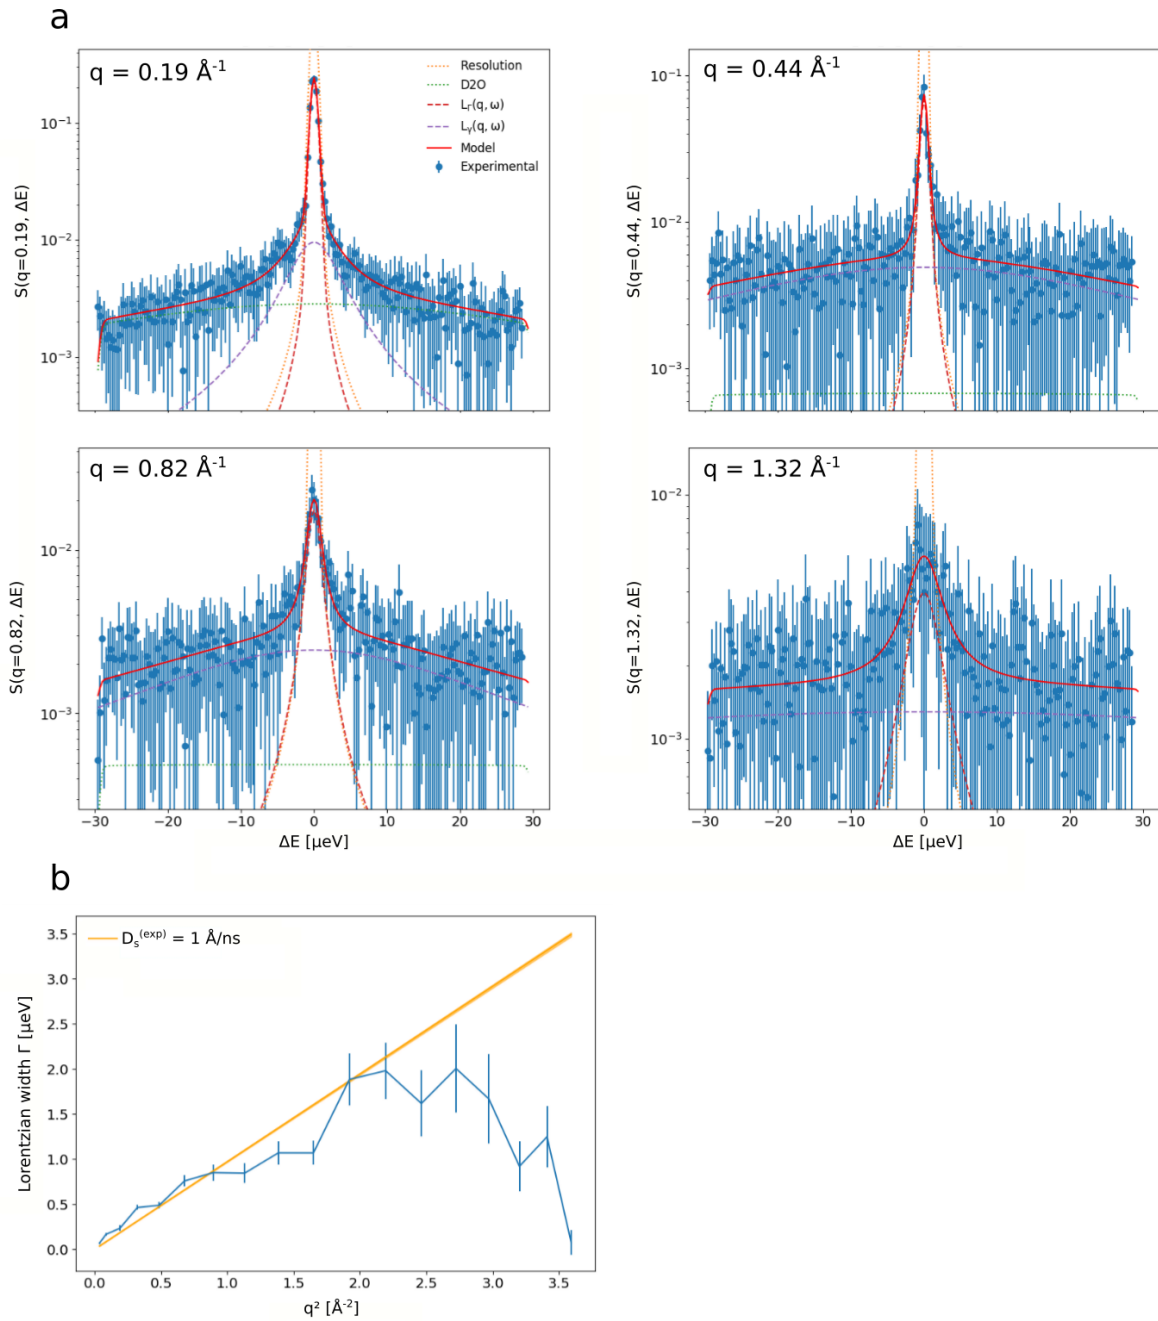 a
q = 0.19 Å⁻¹
Resolution
D2O
L_Γ(q, ω)
L_γ(q, ω)
Model
Experimental
S(q=0.19, ΔE)
10⁻¹
10⁻²
10⁻³
q = 0.44 Å⁻¹
S(q=0.44, ΔE)
10⁻¹
10⁻²
10⁻³
q = 0.82 Å⁻¹
S(q=0.82, ΔE)
10⁻²
10⁻³
−30 −20 −10 0 10 20 30
ΔE [µeV]
q = 1.32 Å⁻¹
S(q=1.32, ΔE)
10⁻²
10⁻³
−30 −20 −10 0 10 20 30
ΔE [µeV]
b
D_s^(exp) = 1 Å/ns
Lorentzian width Γ [µeV]
3.5
3.0
2.5
2.0
1.5
1.0
0.5
0.0
0.0 0.5 1.0 1.5 2.0 2.5 3.0 3.5
q² [Å⁻²]